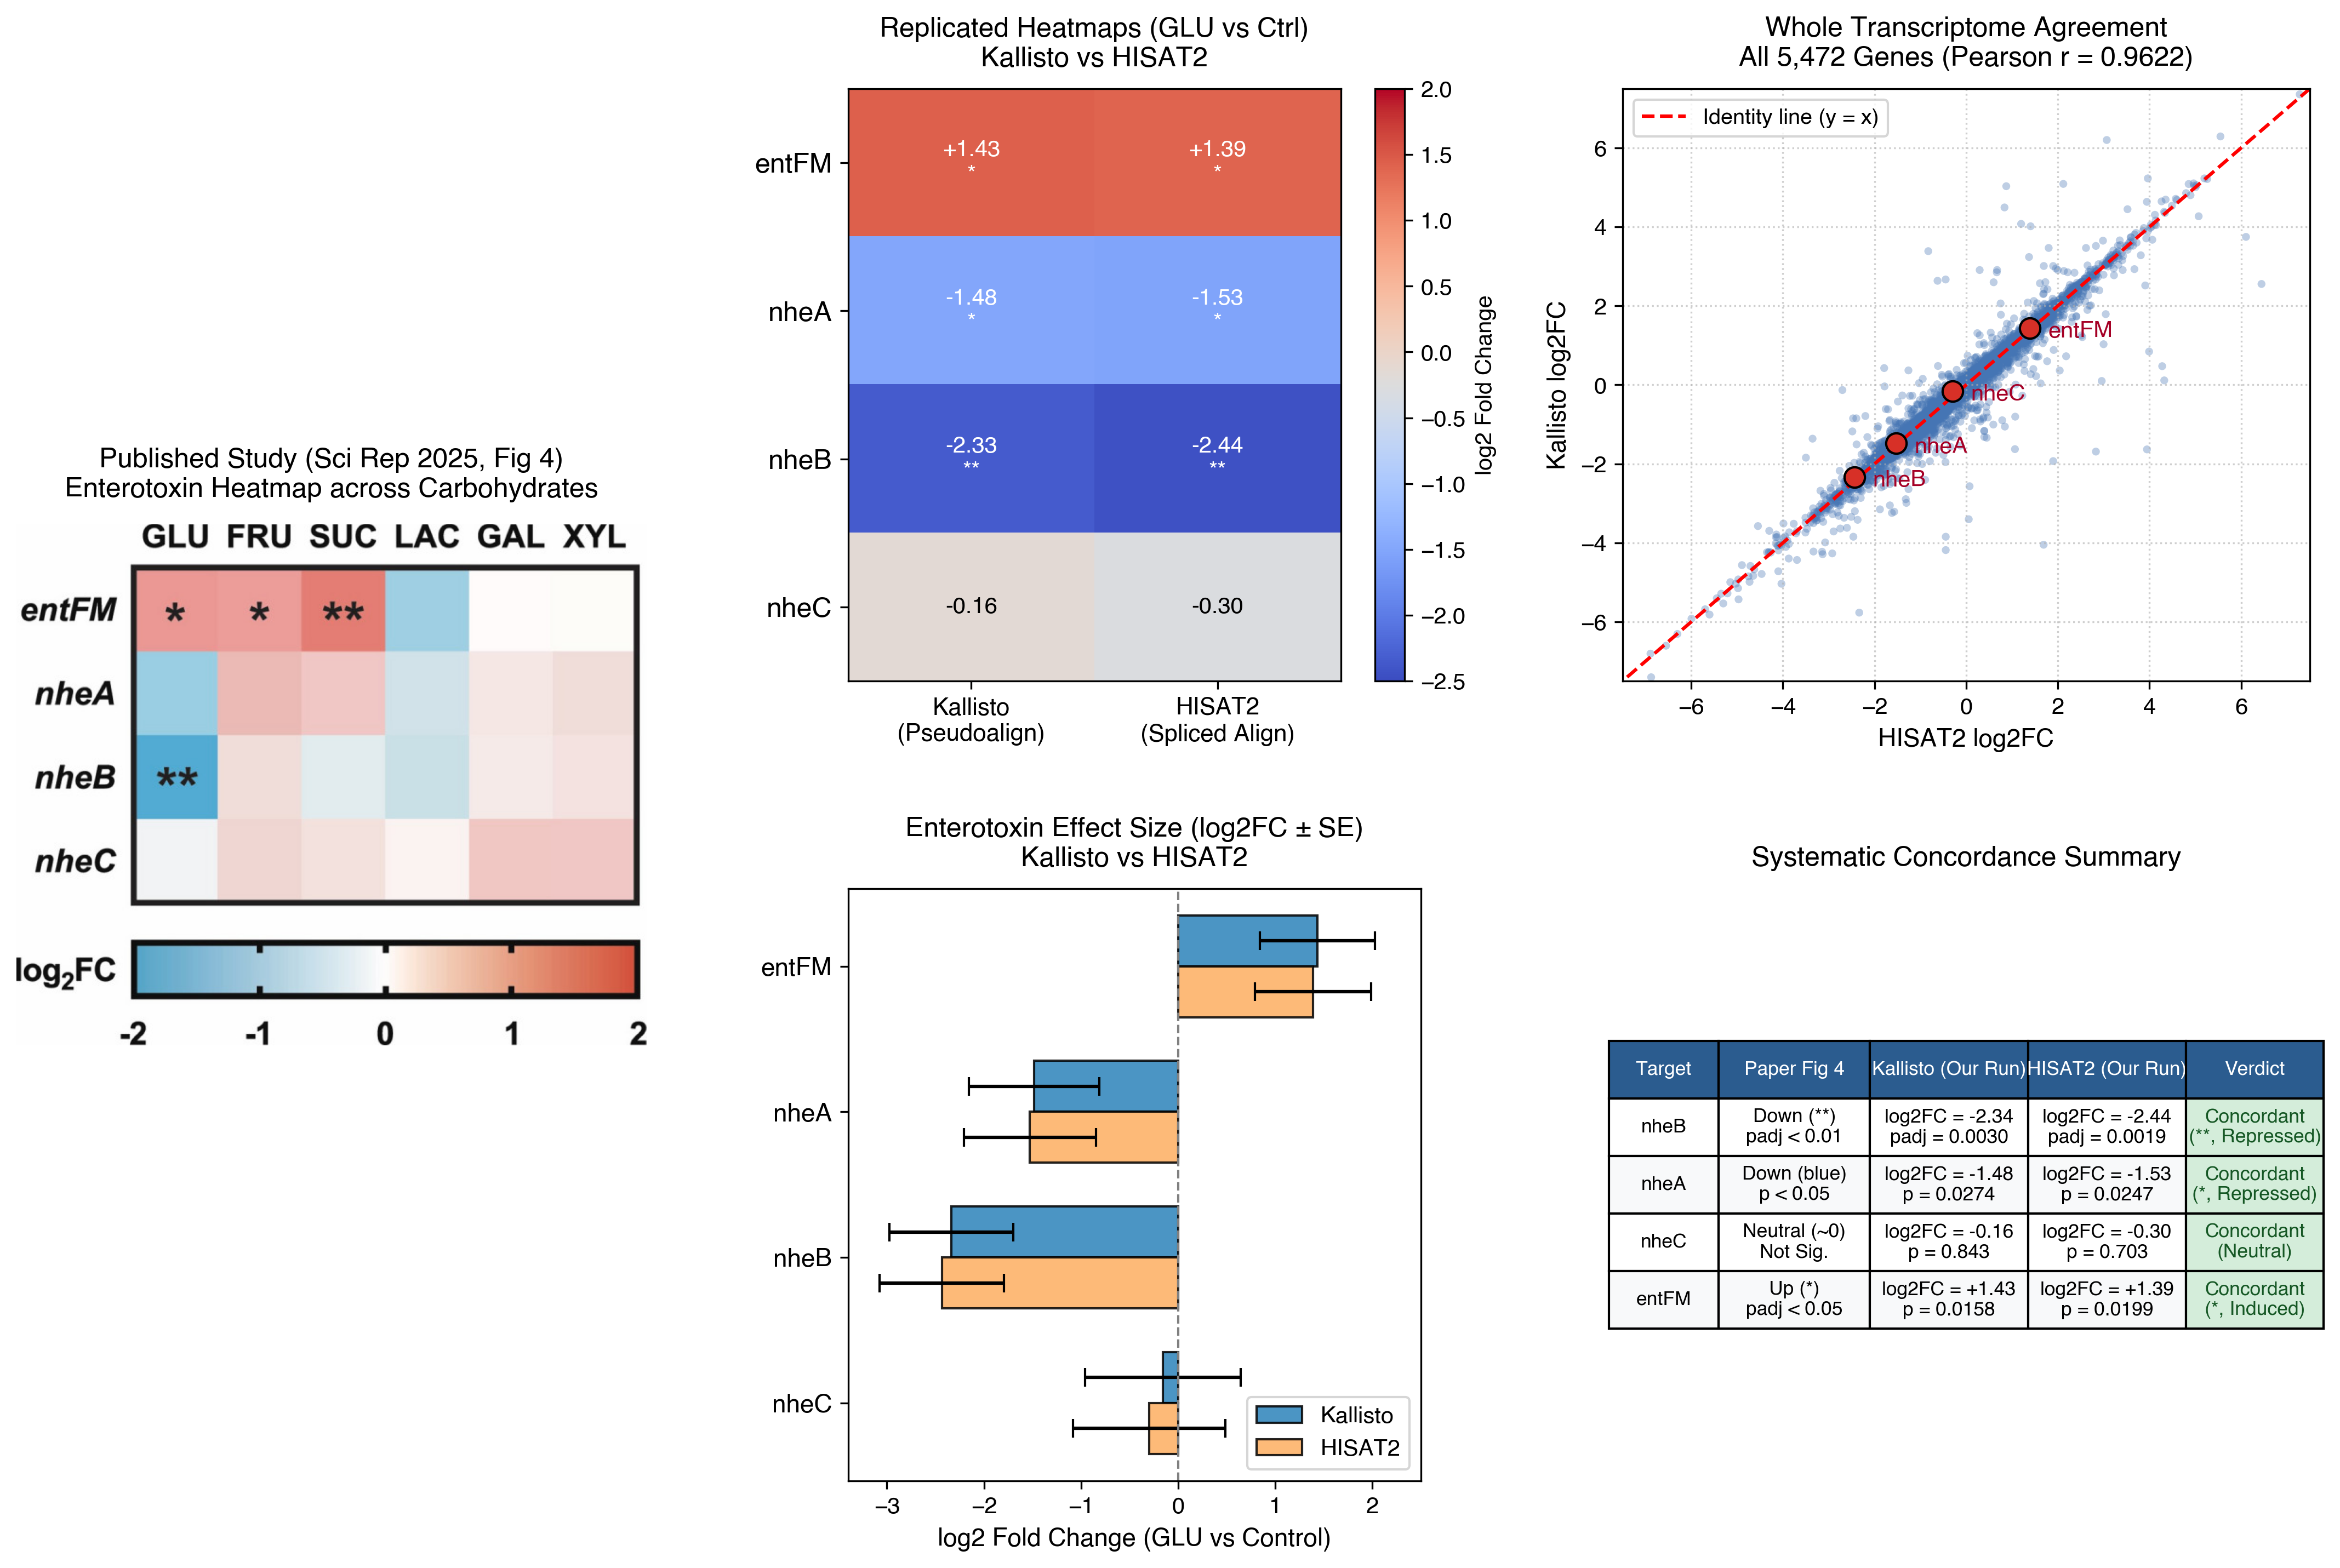 Published Study (Sci Rep 2025, Fig 4)
Enterotoxin Heatmap across Carbohydrates
GLU FRU SUC LAC GAL XYL
entFM * * **
nheA
nheB **
nheC
log2FC
-2 -1 0 1 2
Replicated Heatmaps (GLU vs Ctrl)
Kallisto vs HISAT2
entFM
+1.43 +1.39
* *
nheA
-1.48 -1.53
* *
nheB
-2.33 -2.44
** **
nheC
-0.16 -0.30
Kallisto
(Pseudoalign)
HISAT2
(Spliced Align)
2.0
1.5
1.0
0.5
0.0
−0.5
−1.0
−1.5
−2.0
−2.5
log2 Fold Change
Whole Transcriptome Agreement
All 5,472 Genes (Pearson r = 0.9622)
Identity line (y = x)
6
4
2
0
−2
−4
−6
Kallisto log2FC
entFM
nheC
nheA
nheB
−6 −4 −2 0 2 4 6
HISAT2 log2FC
Enterotoxin Effect Size (log2FC ± SE)
Kallisto vs HISAT2
entFM
nheA
nheB
nheC
Kallisto
HISAT2
−3 −2 −1 0 1 2
log2 Fold Change (GLU vs Control)
Systematic Concordance Summary
Target Paper Fig 4 Kallisto (Our Run) HISAT2 (Our Run) Verdict
nheB
Down (**)
padj < 0.01
log2FC = -2.34
padj = 0.0030
log2FC = -2.44
padj = 0.0019
Concordant
(**, Repressed)
nheA
Down (blue)
p < 0.05
log2FC = -1.48
p = 0.0274
log2FC = -1.53
p = 0.0247
Concordant
(*, Repressed)
nheC
Neutral (~0)
Not Sig.
log2FC = -0.16
p = 0.843
log2FC = -0.30
p = 0.703
Concordant
(Neutral)
entFM
Up (*)
padj < 0.05
log2FC = +1.43
p = 0.0158
log2FC = +1.39
p = 0.0199
Concordant
(*, Induced)